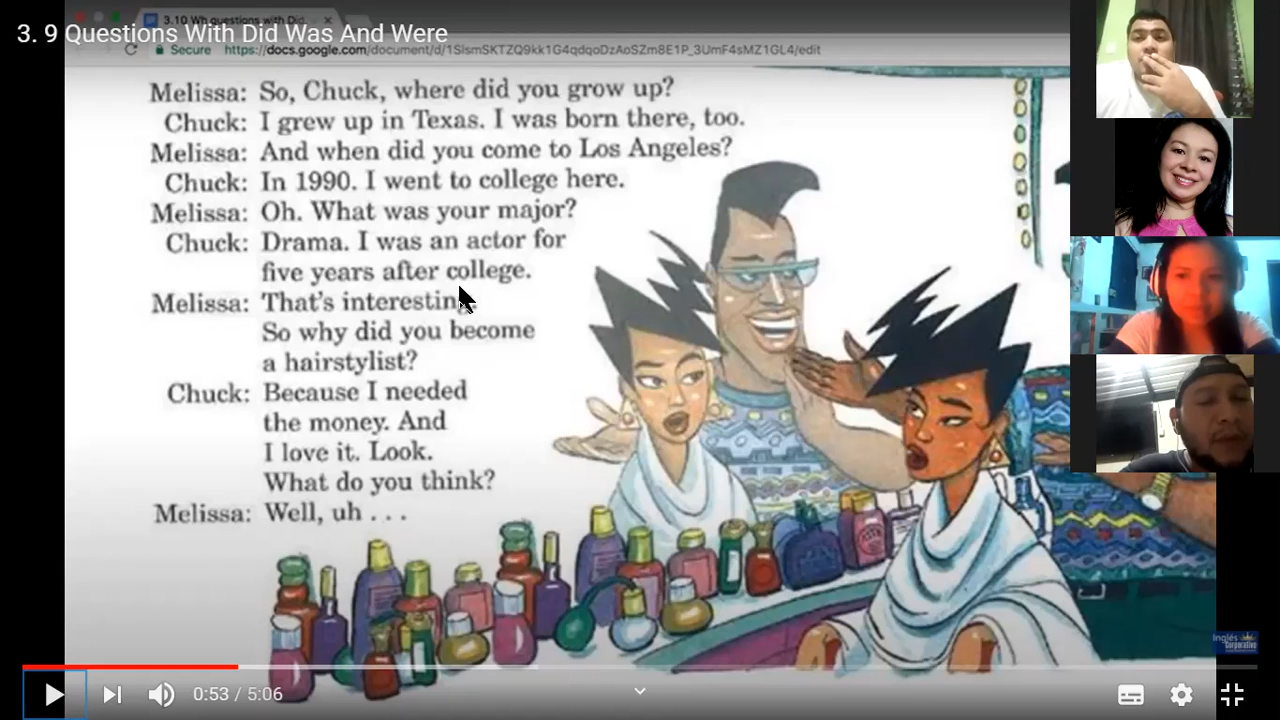 3.10 Wh questions with Did
3. 9 Questions With Did Was And Were
Secure https://docs.google.com/document/d/1SlsmSKTZQ9kk1G4qdqoDzAoSZm8E1P_3UmF4sMZ1GL4/edit
Melissa: So, Chuck, where did you grow up?
Chuck: I grew up in Texas. I was born there, too.
Melissa: And when did you come to Los Angeles?
Chuck: In 1990. I went to college here.
Melissa: Oh. What was your major?
Chuck: Drama. I was an actor for
five years after college.
Melissa: That's interesting
So why did you become
a hairstylist?
Chuck: Because I needed
the money. And
I love it. Look.
What do you think?
Melissa: Well, uh . . .
Inglés
Corporativo
0:53 / 5:06